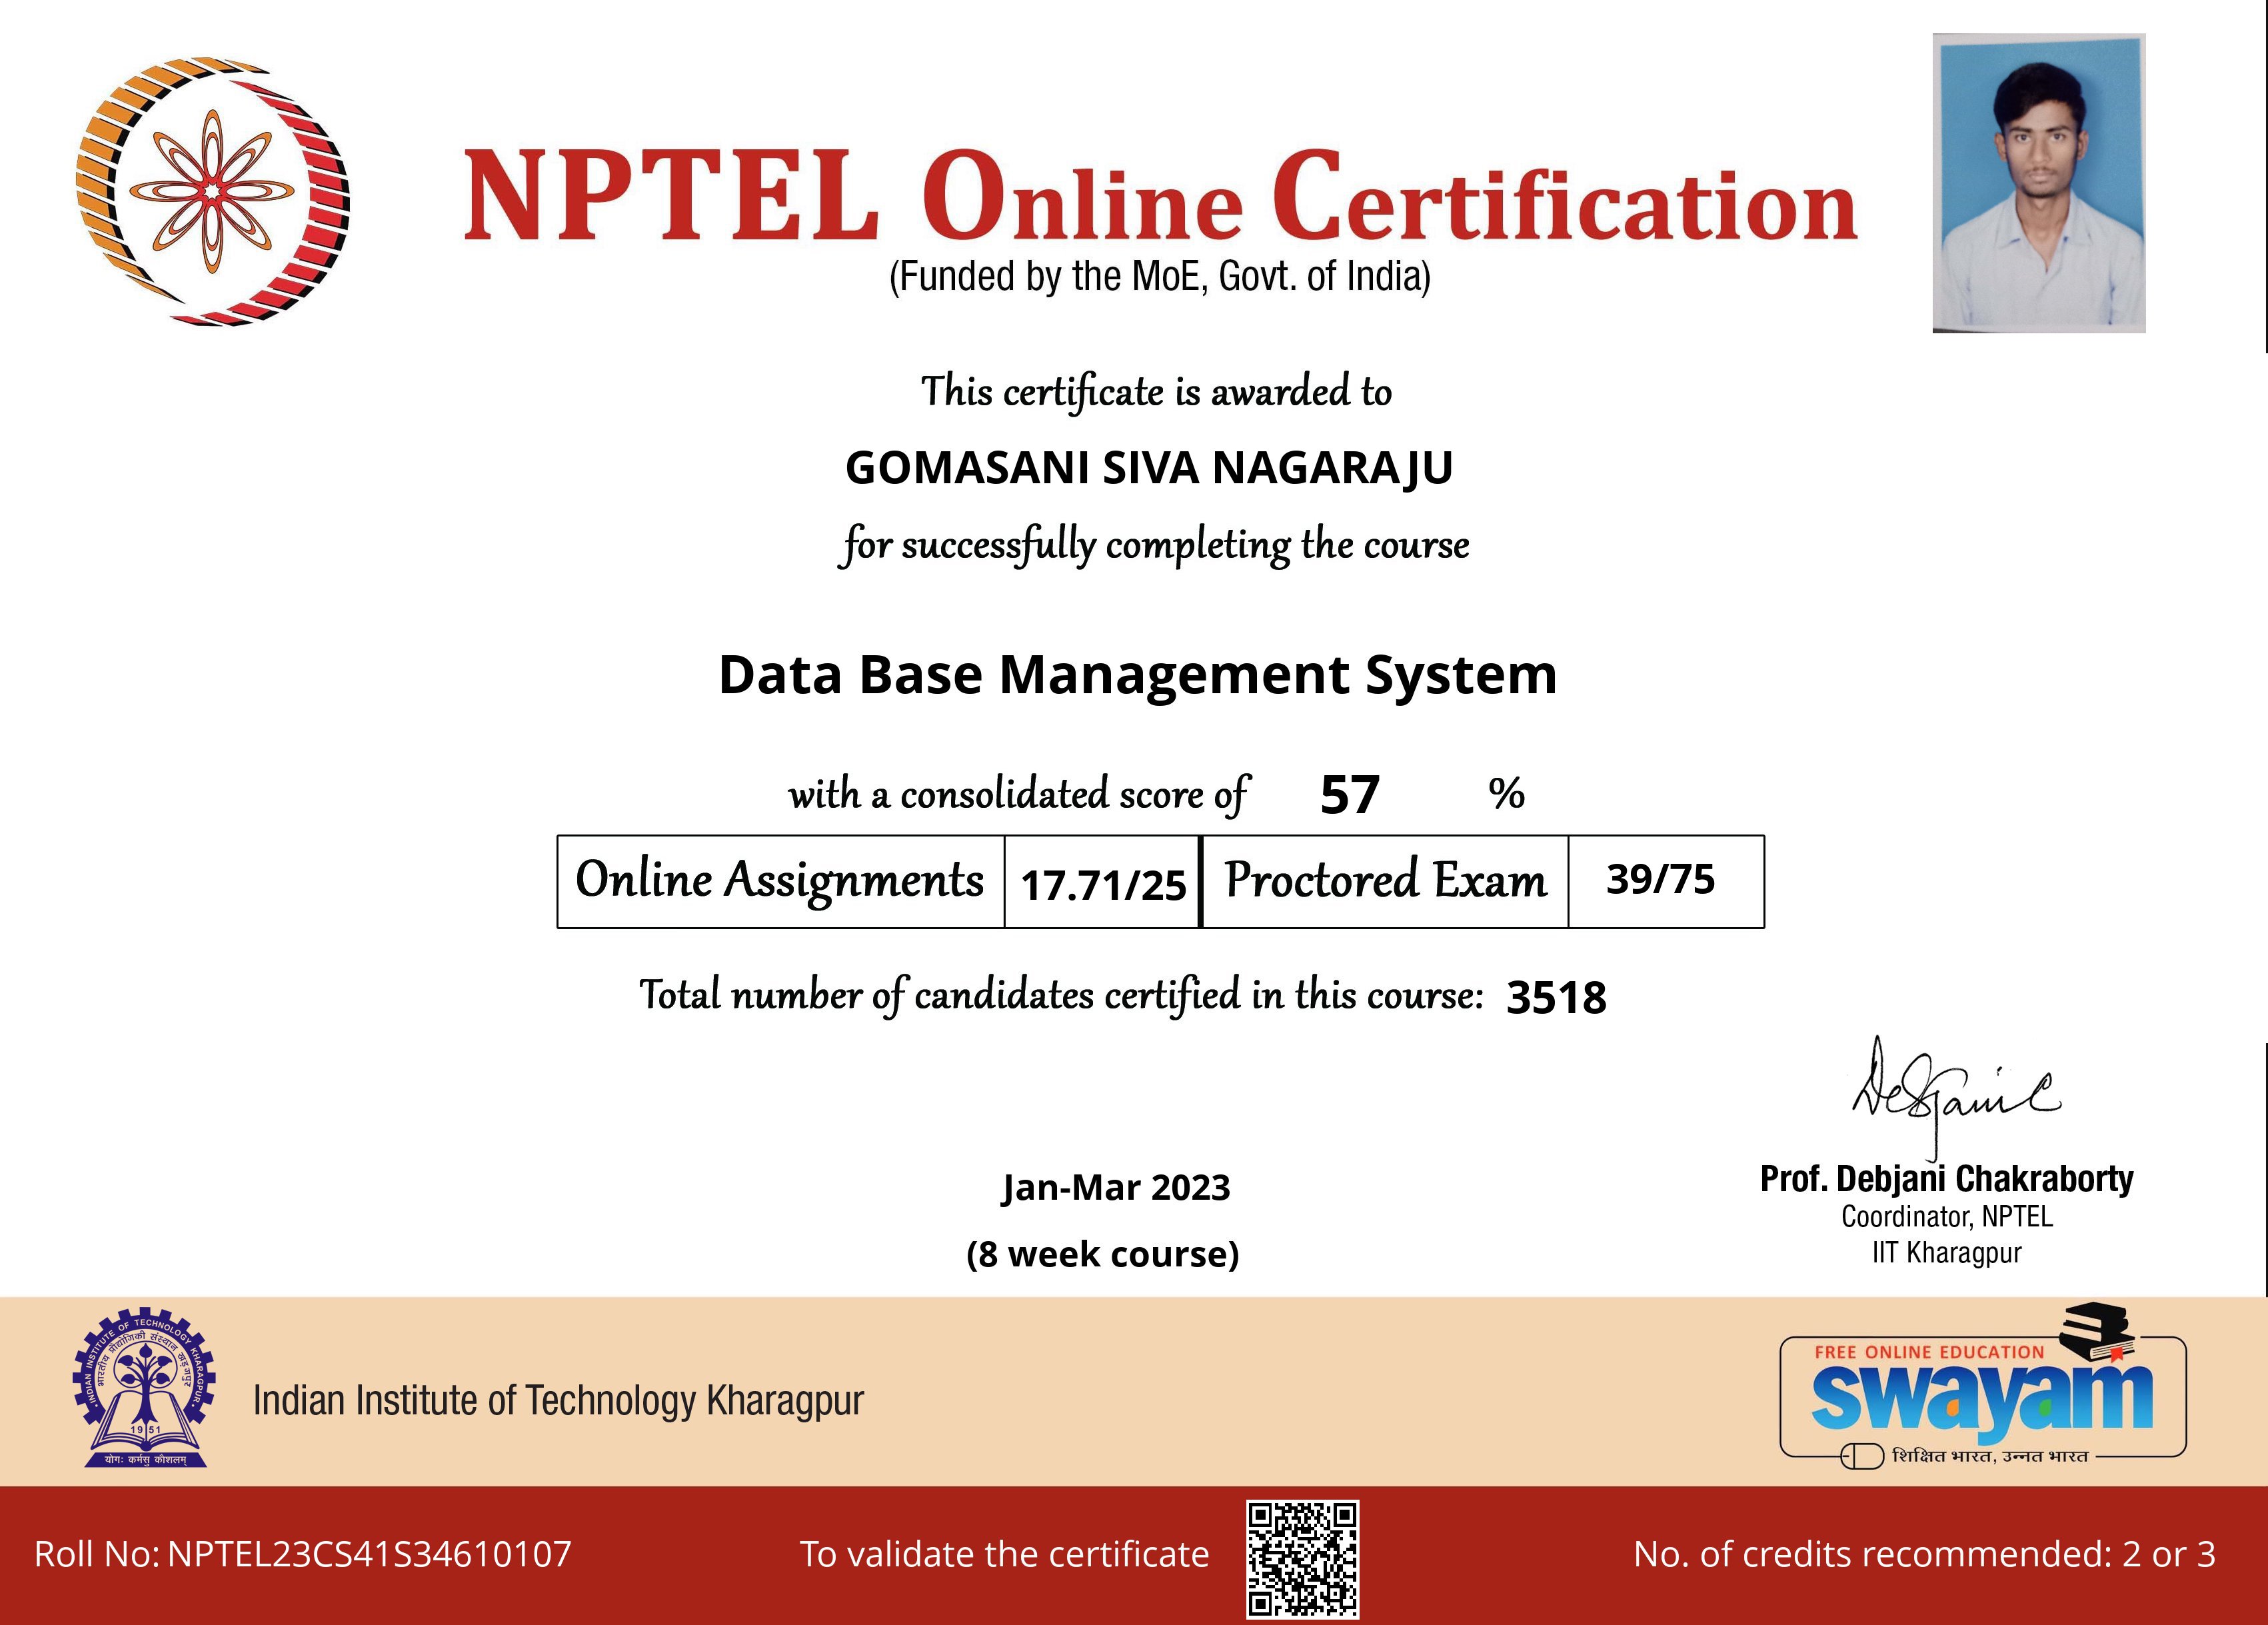 NPTEL Online Certification
(Funded by the MoE, Govt. of India)
This certificate is awarded to
GOMASANI SIVA NAGARAJU
for successfully completing the course
Data Base Management System
with a consolidated score of 57 %
Online Assignments 17.71/25 Proctored Exam 39/75
Total number of candidates certified in this course: 3518
Debjani C
Jan-Mar 2023
(8 week course)
Prof. Debjani Chakraborty
Coordinator, NPTEL
IIT Kharagpur
INDIAN INSTITUTE OF TECHNOLOGY KHARAGPUR
भारतीय प्रौद्योगिकी संस्थान खड़गपुर
1951
योगः कर्मसु कौशलम्
Indian Institute of Technology Kharagpur
FREE ONLINE EDUCATION
swayam
शिक्षित भारत, उन्नत भारत
Roll No: NPTEL23CS41S34610107
To validate the certificate
No. of credits recommended: 2 or 3